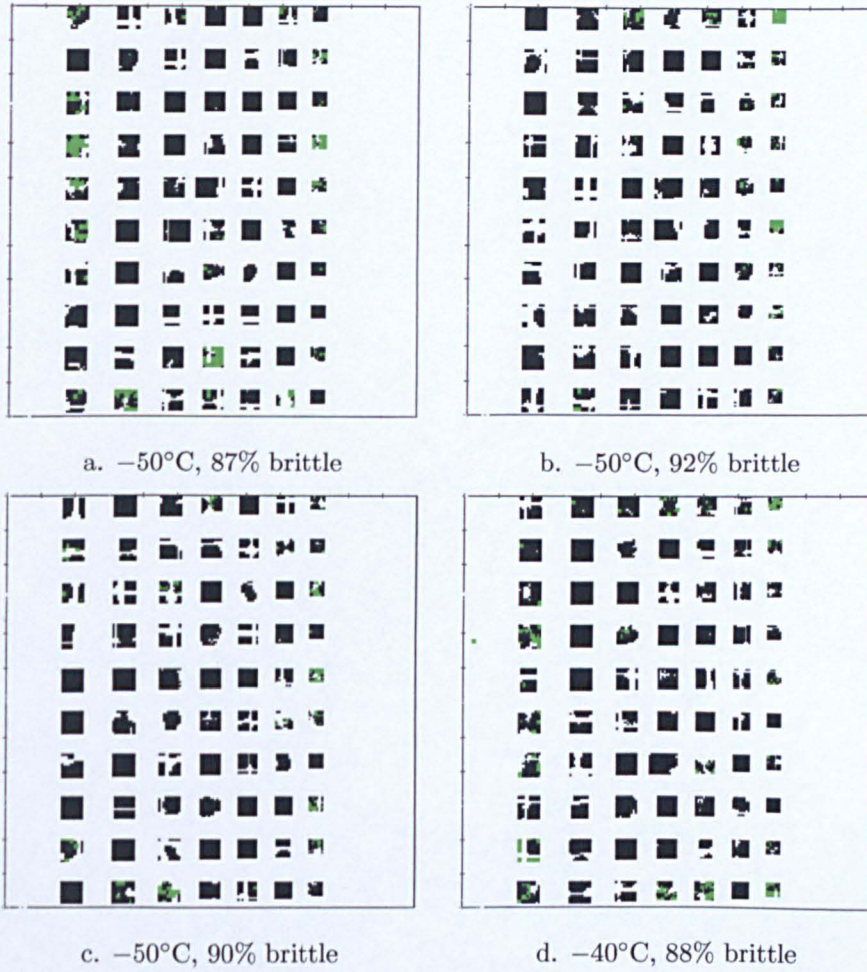 a. −50°C, 87% brittle
b. −50°C, 92% brittle
c. −50°C, 90% brittle
d. −40°C, 88% brittle